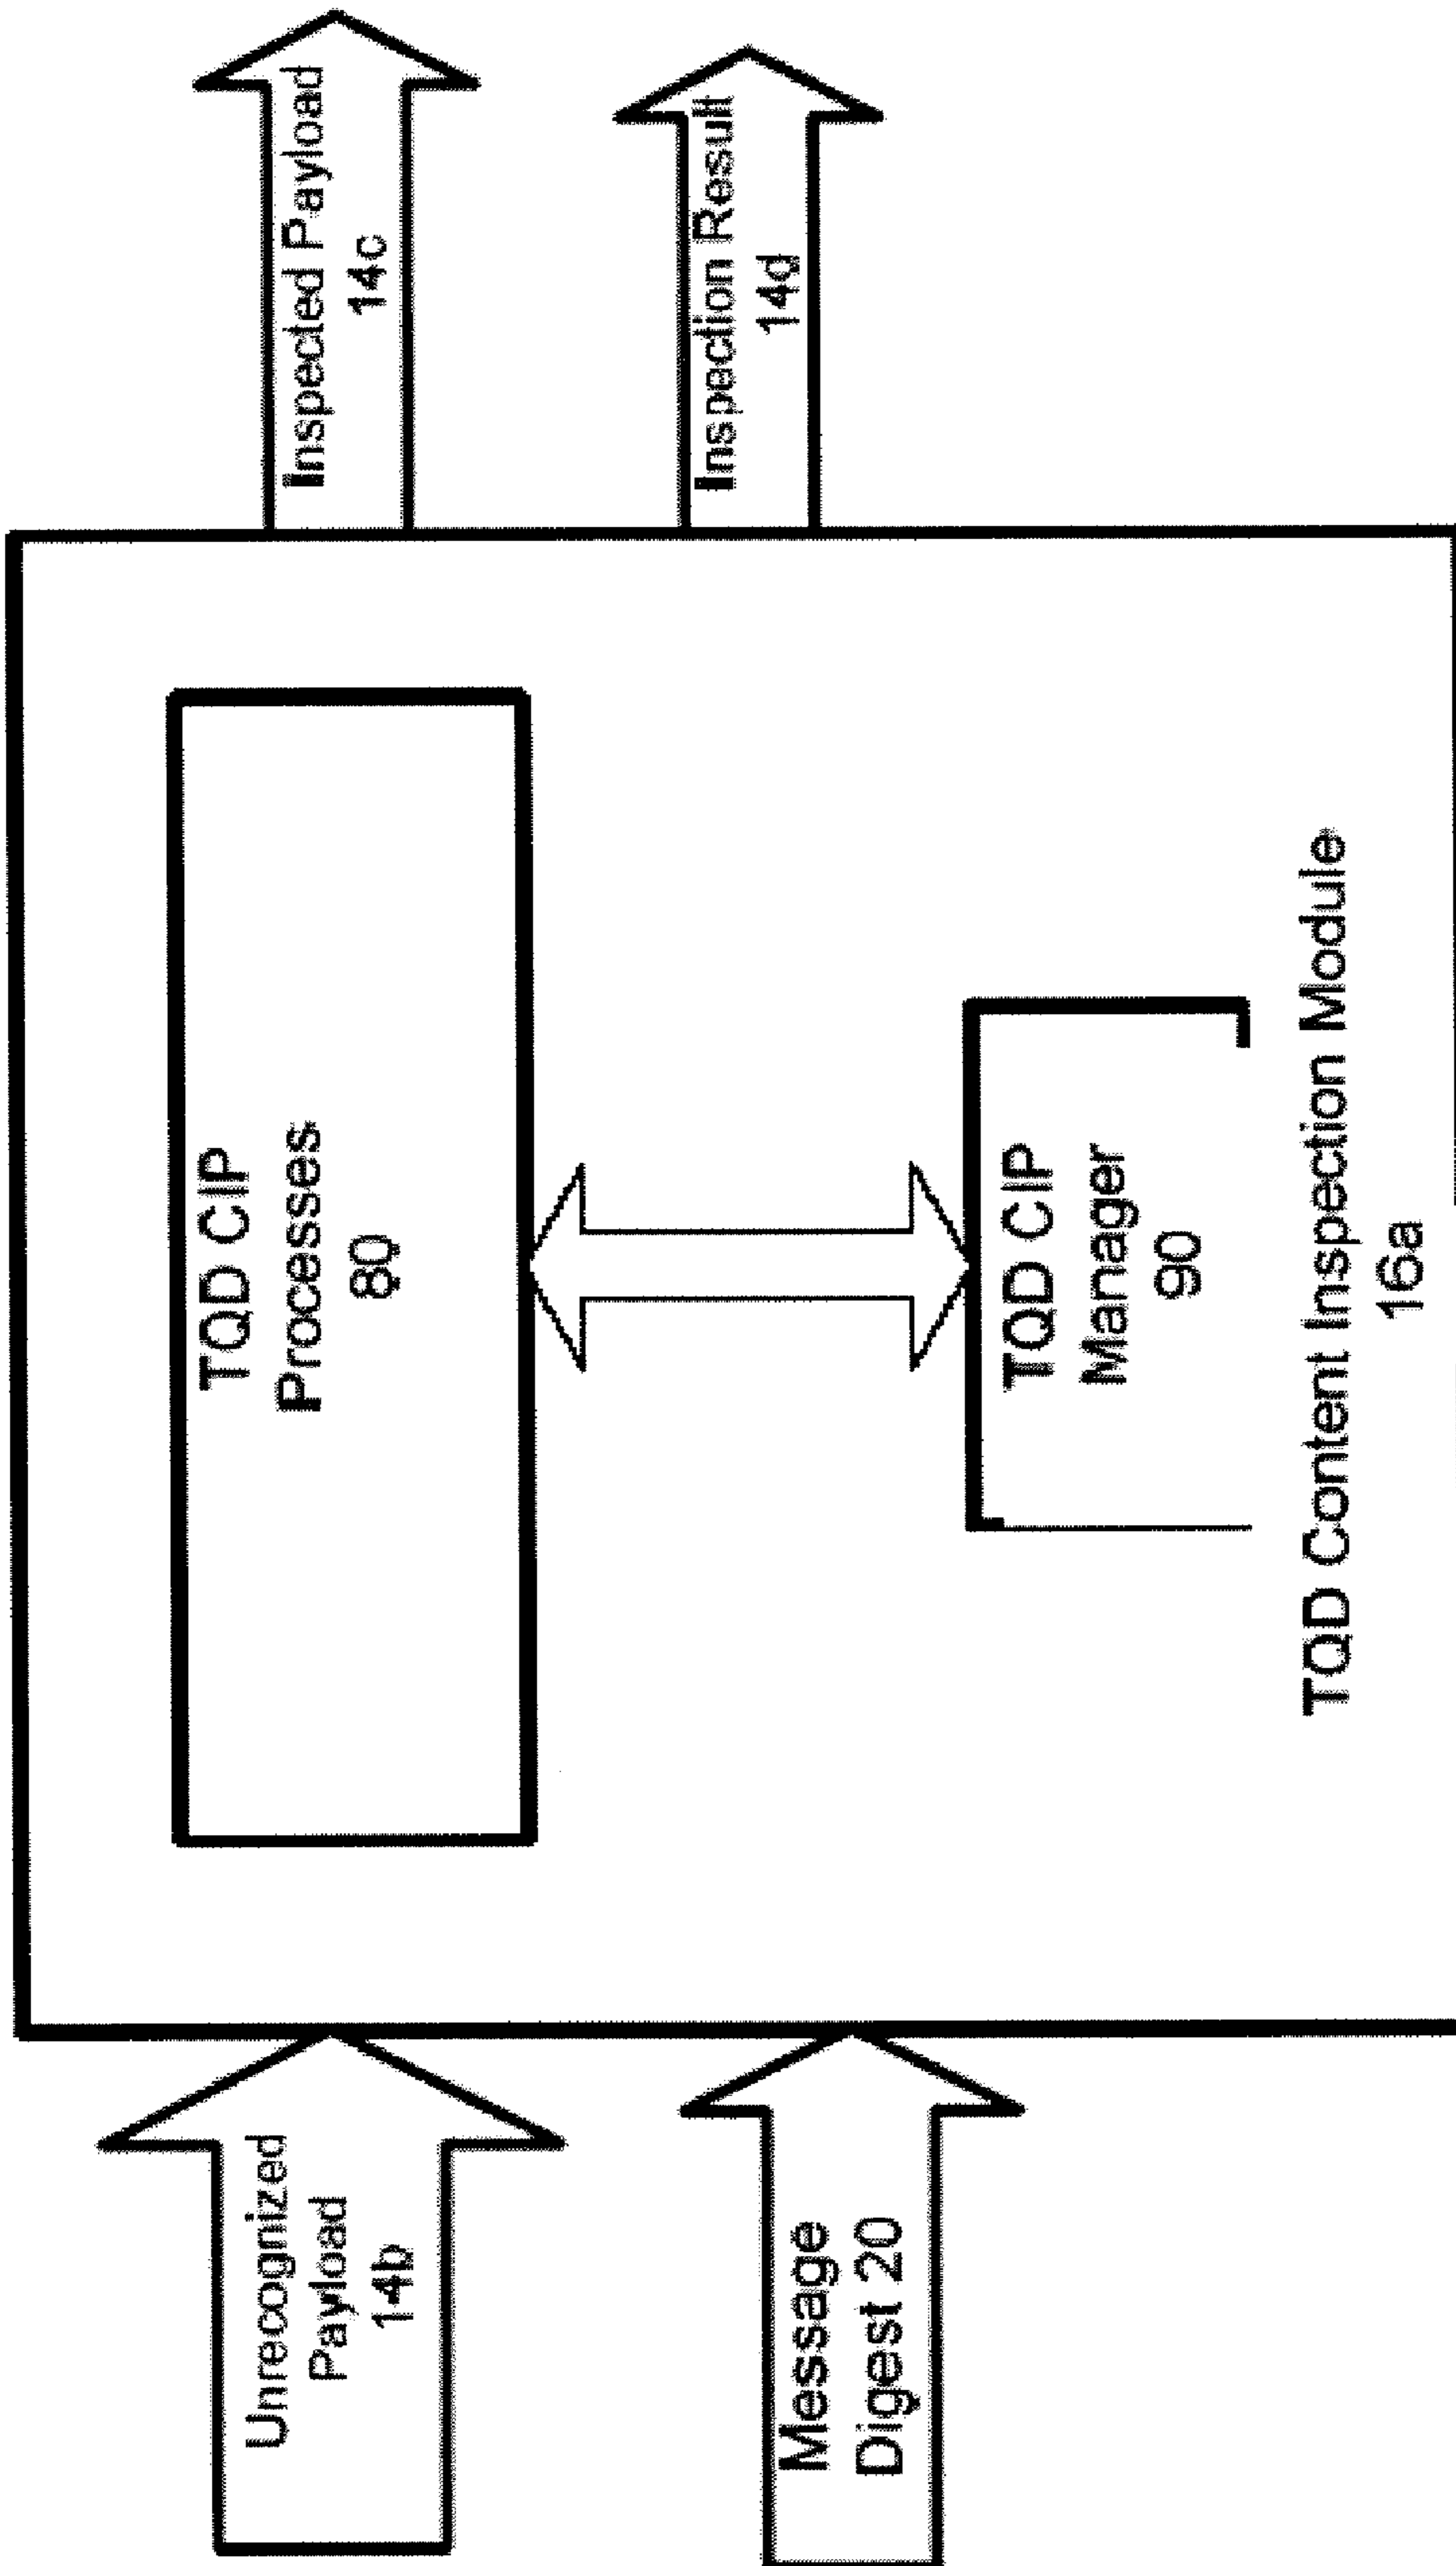 Unrecognized
Payload
14b
Message
Digest 20
TQD CIP
Processes
80
TQD CIP
Manager
90
TQD Content Inspection Module
16a
Inspected Payload
14c
Inspection Result
14d